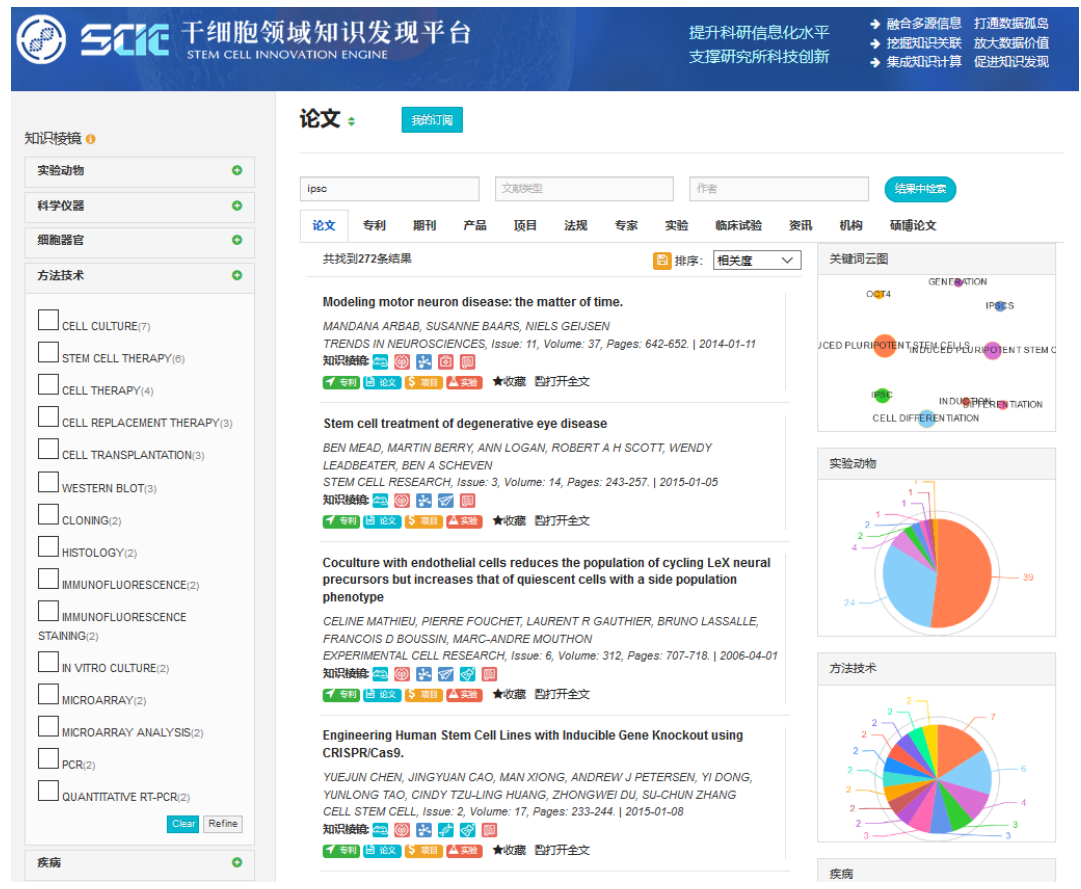 SCIE 干细胞领域知识发现平台
STEM CELL INNOVATION ENGINE
提升科研信息化水平
支撑研究所科技创新
融合多源信息 打通数据孤岛
挖掘知识关联 放大数据价值
集成知识计算 促进知识发现
知识棱镜
实验动物
科学仪器
细胞器官
方法技术
CELL CULTURE(7)
STEM CELL THERAPY(6)
CELL THERAPY(4)
CELL REPLACEMENT THERAPY(3)
CELL TRANSPLANTATION(3)
WESTERN BLOT(3)
CLONING(2)
HISTOLOGY(2)
IMMUNOFLUORESCENCE(2)
IMMUNOFLUORESCENCE
STAINING(2)
IN VITRO CULTURE(2)
MICROARRAY(2)
MICROARRAY ANALYSIS(2)
PCR(2)
QUANTITATIVE RT-PCR(2)
Clear Refine
疾病
论文 我的订阅
ipsc 文献类型 作者 结果中检索
论文 专利 期刊 产品 项目 法规 专家 实验 临床试验 资讯 机构 硕博论文
共找到272条结果 排序: 相关度
Modeling motor neuron disease: the matter of time.
MANDANA ARBAB, SUSANNE BAARS, NIELS GEIJSEN
TRENDS IN NEUROSCIENCES, Issue: 11, Volume: 37, Pages: 642-652. | 2014-01-11
知识棱镜:
专利 论文 $ 项目 实验 ★收藏 打开全文
Stem cell treatment of degenerative eye disease
BEN MEAD, MARTIN BERRY, ANN LOGAN, ROBERT A H SCOTT, WENDY
LEADBEATER, BEN A SCHEVEN
STEM CELL RESEARCH, Issue: 3, Volume: 14, Pages: 243-257. | 2015-01-05
知识棱镜:
专利 论文 $ 项目 实验 ★收藏 打开全文
Coculture with endothelial cells reduces the population of cycling LeX neural
precursors but increases that of quiescent cells with a side population
phenotype
CELINE MATHIEU, PIERRE FOUCHET, LAURENT R GAUTHIER, BRUNO LASSALLE,
FRANCOIS D BOUSSIN, MARC-ANDRE MOUTHON
EXPERIMENTAL CELL RESEARCH, Issue: 6, Volume: 312, Pages: 707-718. | 2006-04-01
知识棱镜:
专利 论文 $ 项目 实验 ★收藏 打开全文
Engineering Human Stem Cell Lines with Inducible Gene Knockout using
CRISPR/Cas9.
YUEJUN CHEN, JINGYUAN CAO, MAN XIONG, ANDREW J PETERSEN, YI DONG,
YUNLONG TAO, CINDY TZU-LING HUANG, ZHONGWEI DU, SU-CHUN ZHANG
CELL STEM CELL, Issue: 2, Volume: 17, Pages: 233-244. | 2015-01-08
知识棱镜:
专利 论文 $ 项目 实验 ★收藏 打开全文
关键词云图
GENERATION
OCT4
IPSCS
UCED PLURIPOTENT STEM CELLS
INDUCED PLURIPOTENT STEM C
IPSC
INDUCTION
DIFFERENTIATION
CELL DIFFERENTIATION
实验动物
1
1
1
1
2
2
4
24
39
方法技术
2
2
2
2
2
2
2
2
2
3
7
6
4
3
3
疾病